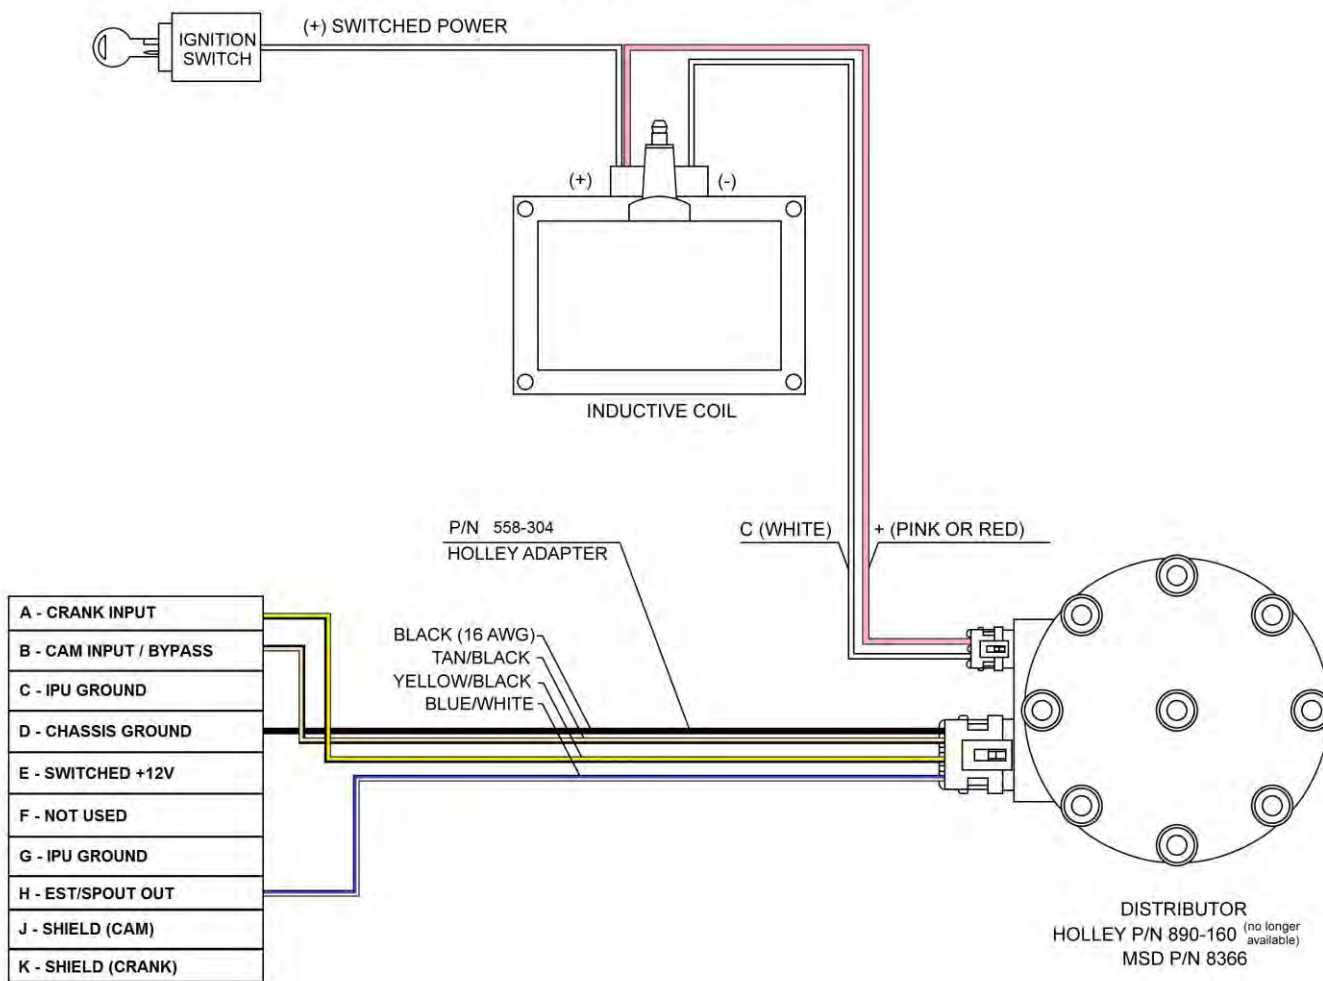 (+) SWITCHED POWER
IGNITION
SWITCH
(+)
(-)
INDUCTIVE COIL
P/N 558-304
HOLLEY ADAPTER
C (WHITE)
+ (PINK OR RED)
A - CRANK INPUT
B - CAM INPUT / BYPASS
C - IPU GROUND
D - CHASSIS GROUND
E - SWITCHED +12V
F - NOT USED
G - IPU GROUND
H - EST/SPOUT OUT
J - SHIELD (CAM)
K - SHIELD (CRANK)
BLACK (16 AWG)
TAN/BLACK
YELLOW/BLACK
BLUE/WHITE
DISTRIBUTOR
HOLLEY P/N 890-160 (no longer
available)
MSD P/N 8366